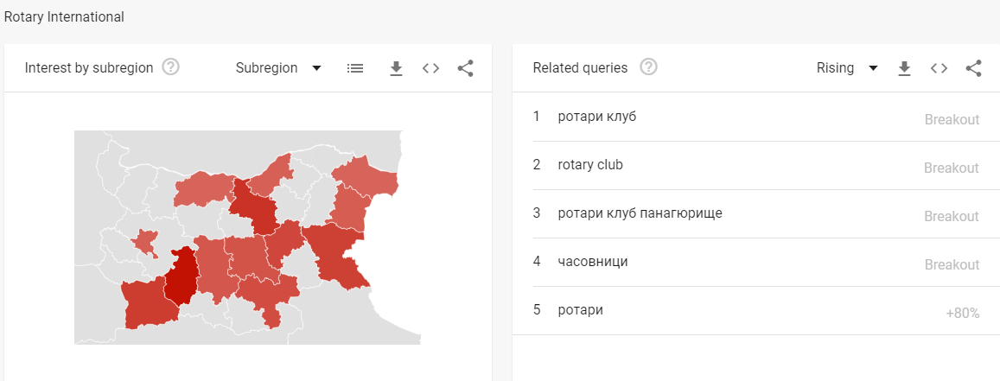 Rotary International
Interest by subregion
Subregion
Related queries
Rising
1 ротари клуб Breakout
2 rotary club Breakout
3 ротари клуб панагюрище Breakout
4 часовници Breakout
5 ротари +80%